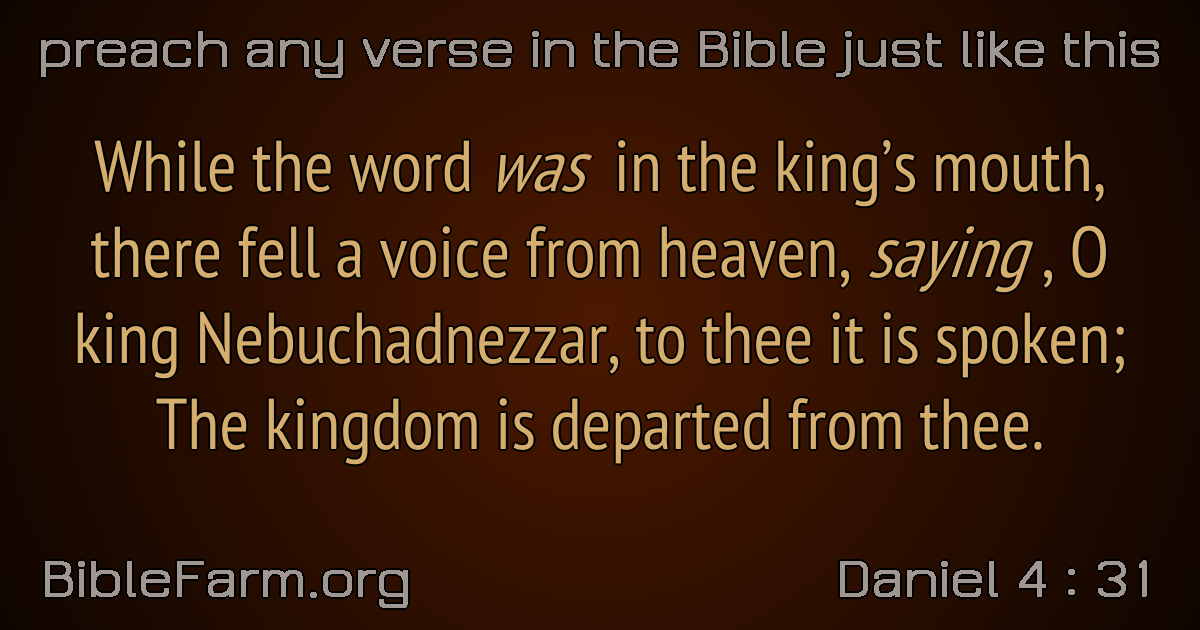 preach any verse in the Bible just like this
While the word was in the king’s mouth,
there fell a voice from heaven, saying , O
king Nebuchadnezzar, to thee it is spoken;
The kingdom is departed from thee.
BibleFarm.org
Daniel 4 : 31